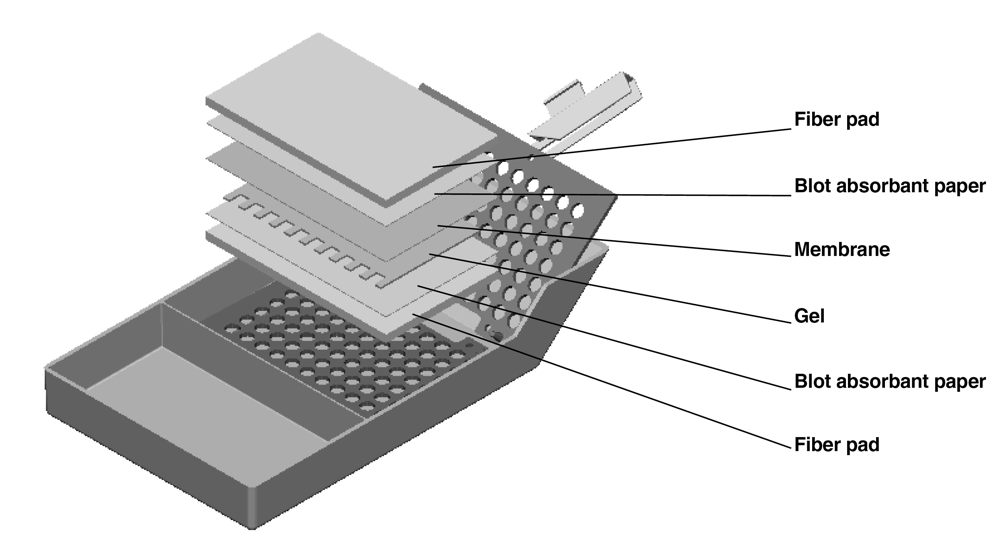 Fiber pad
Blot absorbant paper
Membrane
Gel
Blot absorbant paper
Fiber pad